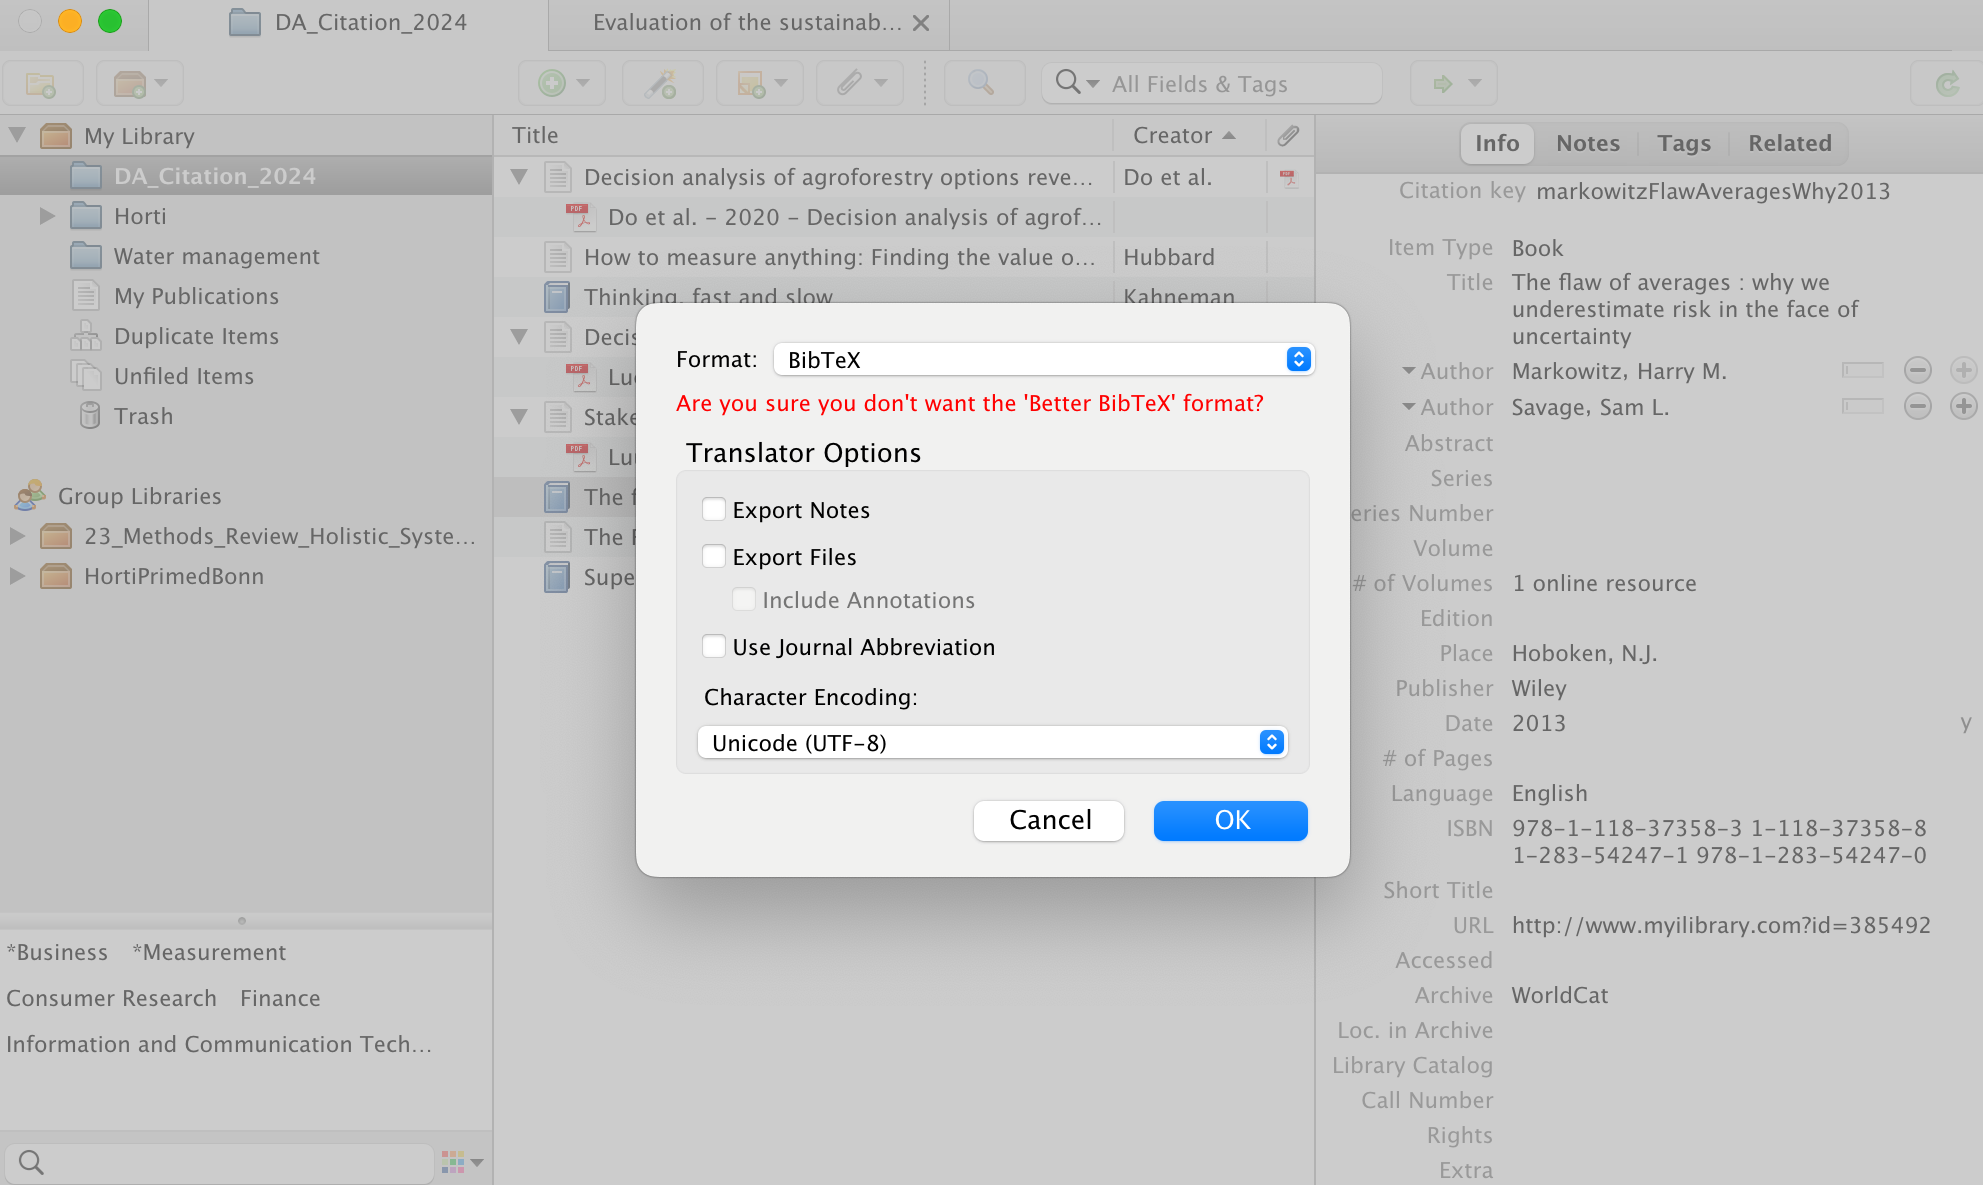 DA_Citation_2024
Evaluation of the sustainab...
All Fields & Tags
My Library
DA_Citation_2024
Horti
Water management
My Publications
Duplicate Items
Unfiled Items
Trash
Group Libraries
23_Methods_Review_Holistic_Syste...
HortiPrimedBonn
*Business *Measurement
Consumer Research Finance
Information and Communication Tech...
Title Creator
Decision analysis of agroforestry options reve... Do et al.
Do et al. - 2020 - Decision analysis of agrof...
How to measure anything: Finding the value o... Hubbard
Thinking, fast and slow Kahneman
Decis
Stake
The f
The
Supe
Format: BibTeX
Are you sure you don't want the 'Better BibTeX' format?
Translator Options
Export Notes
Export Files
Include Annotations
Use Journal Abbreviation
Character Encoding:
Unicode (UTF-8)
Cancel OK
Info Notes Tags Related
Citation key markowitzFlawAveragesWhy2013
Item Type Book
Title The flaw of averages : why we
underestimate risk in the face of
uncertainty
Author Markowitz, Harry M.
Author Savage, Sam L.
Abstract
Series
eries Number
Volume
# of Volumes 1 online resource
Edition
Place Hoboken, N.J.
Publisher Wiley
Date 2013 y
# of Pages
Language English
ISBN 978-1-118-37358-3 1-118-37358-8
1-283-54247-1 978-1-283-54247-0
Short Title
URL http://www.myilibrary.com?id=385492
Accessed
Archive WorldCat
Loc. in Archive
Library Catalog
Call Number
Rights
Extra